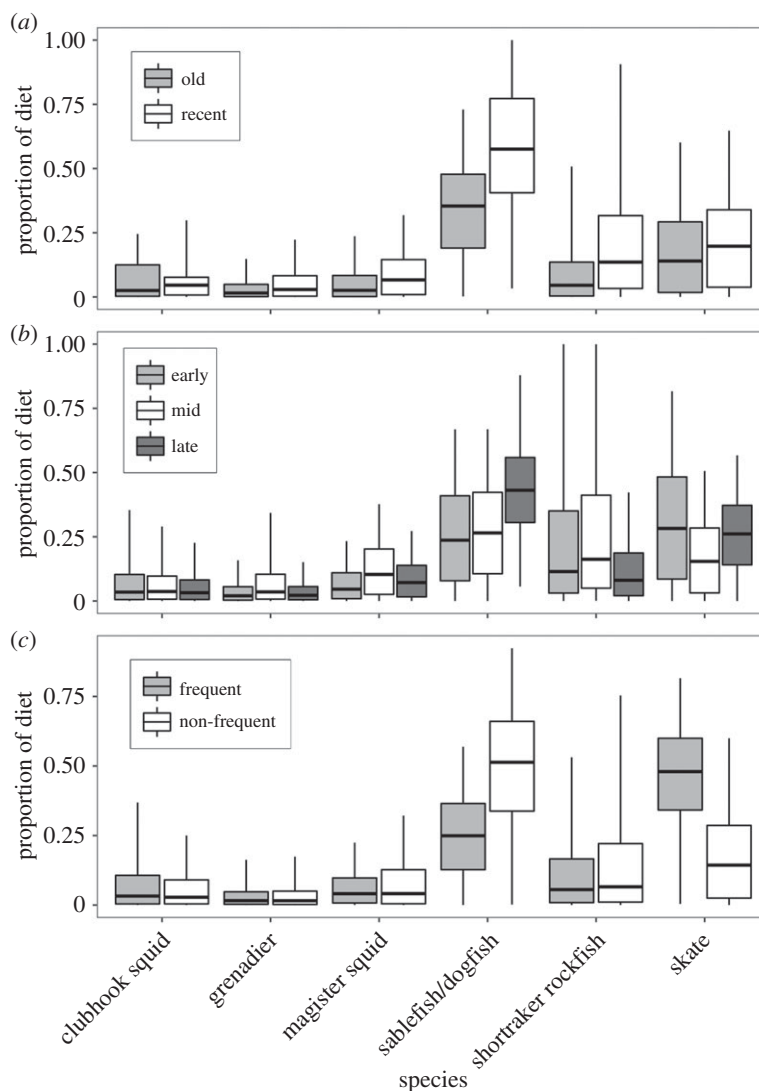 (a)
1.00
0.75
0.50
0.25
0
proportion of diet
old
recent
(b)
1.00
0.75
0.50
0.25
0
proportion of diet
early
mid
late
(c)
0.75
0.50
0.25
0
proportion of diet
frequent
non-frequent
clubhook squid
grenadier
magister squid
sablefish/dogfish
shortraker rockfish
skate
species